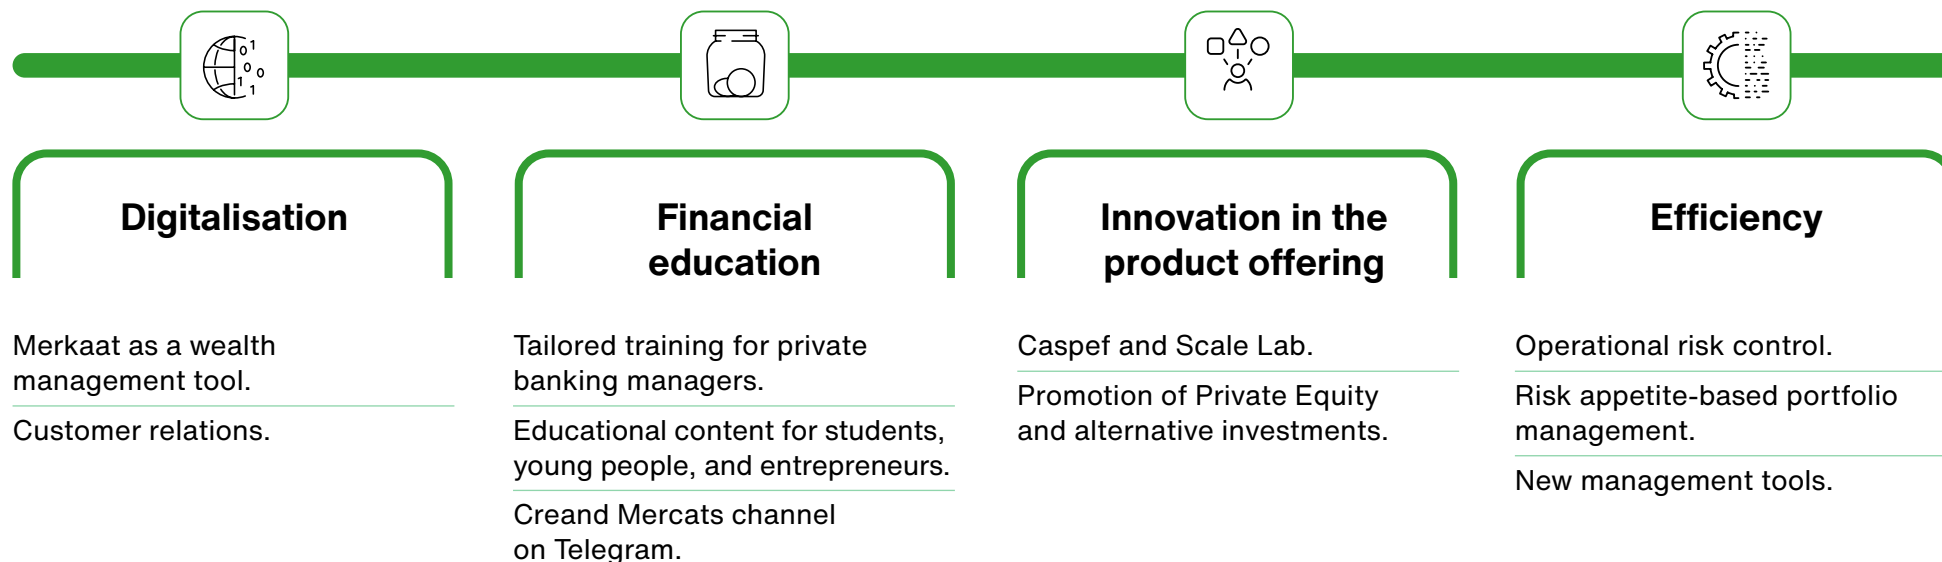 Digitalisation
Merkaat as a wealth
management tool.
Customer relations.
Financial
education
Tailored training for private
banking managers.
Educational content for students,
young people, and entrepreneurs.
Creand Mercats channel
on Telegram.
Innovation in the
product offering
Caspef and Scale Lab.
Promotion of Private Equity
and alternative investments.
Efficiency
Operational risk control.
Risk appetite-based portfolio
management.
New management tools.